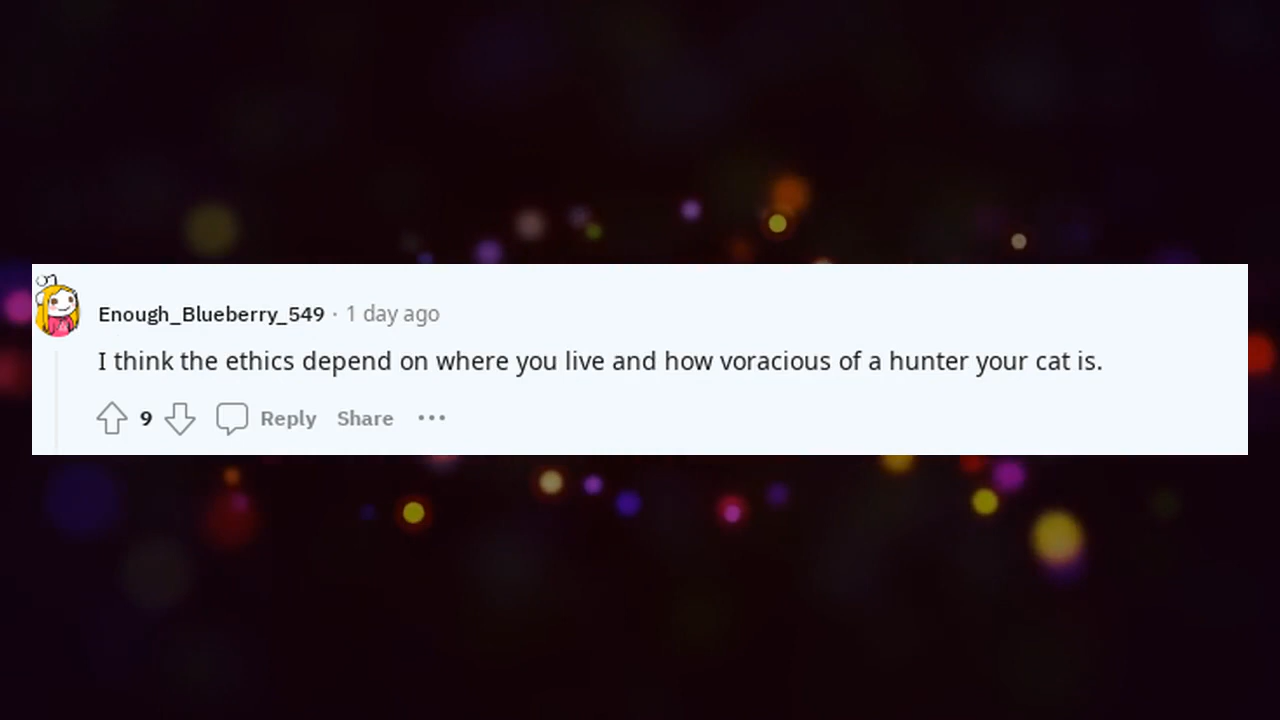 Enough_Blueberry_549 · 1 day ago
I think the ethics depend on where you live and how voracious of a hunter your cat is.
9 Reply Share ···